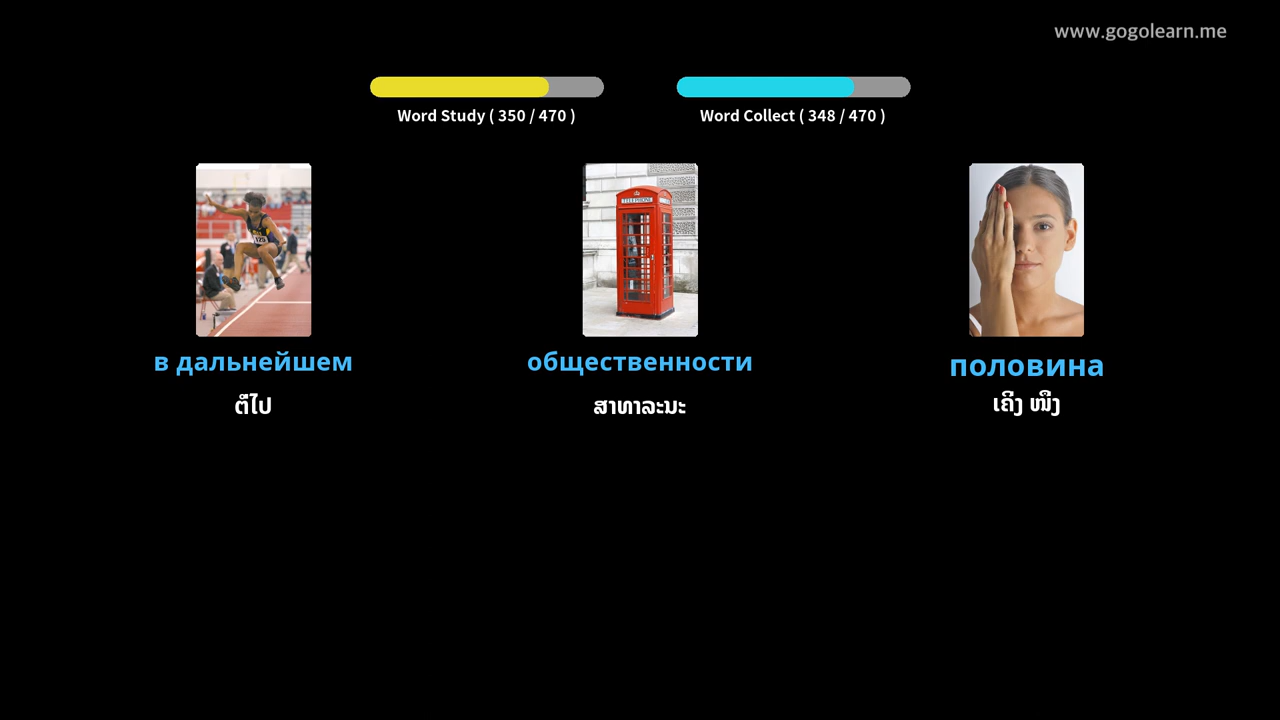 www.gogolearn.me
Word Study ( 350 / 470 )
Word Collect ( 348 / 470 )
TELEPHONE
в дальнейшем
общественности
половина
ຕໍ່ໄປ
ສາທາລະນະ
ເຄິ່ງ ໜຶ່ງ